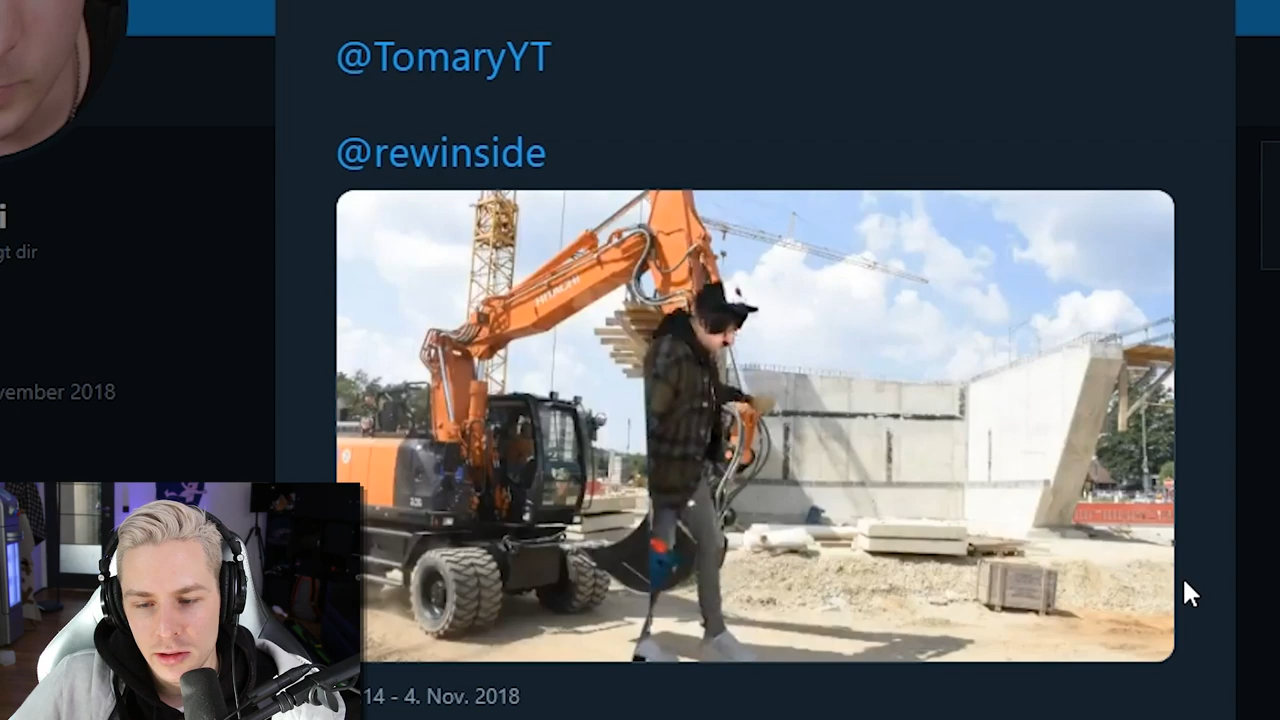 @TomaryYT
@rewinside
i
gt dir
vember 2018
HITACHI
14 - 4. Nov. 2018